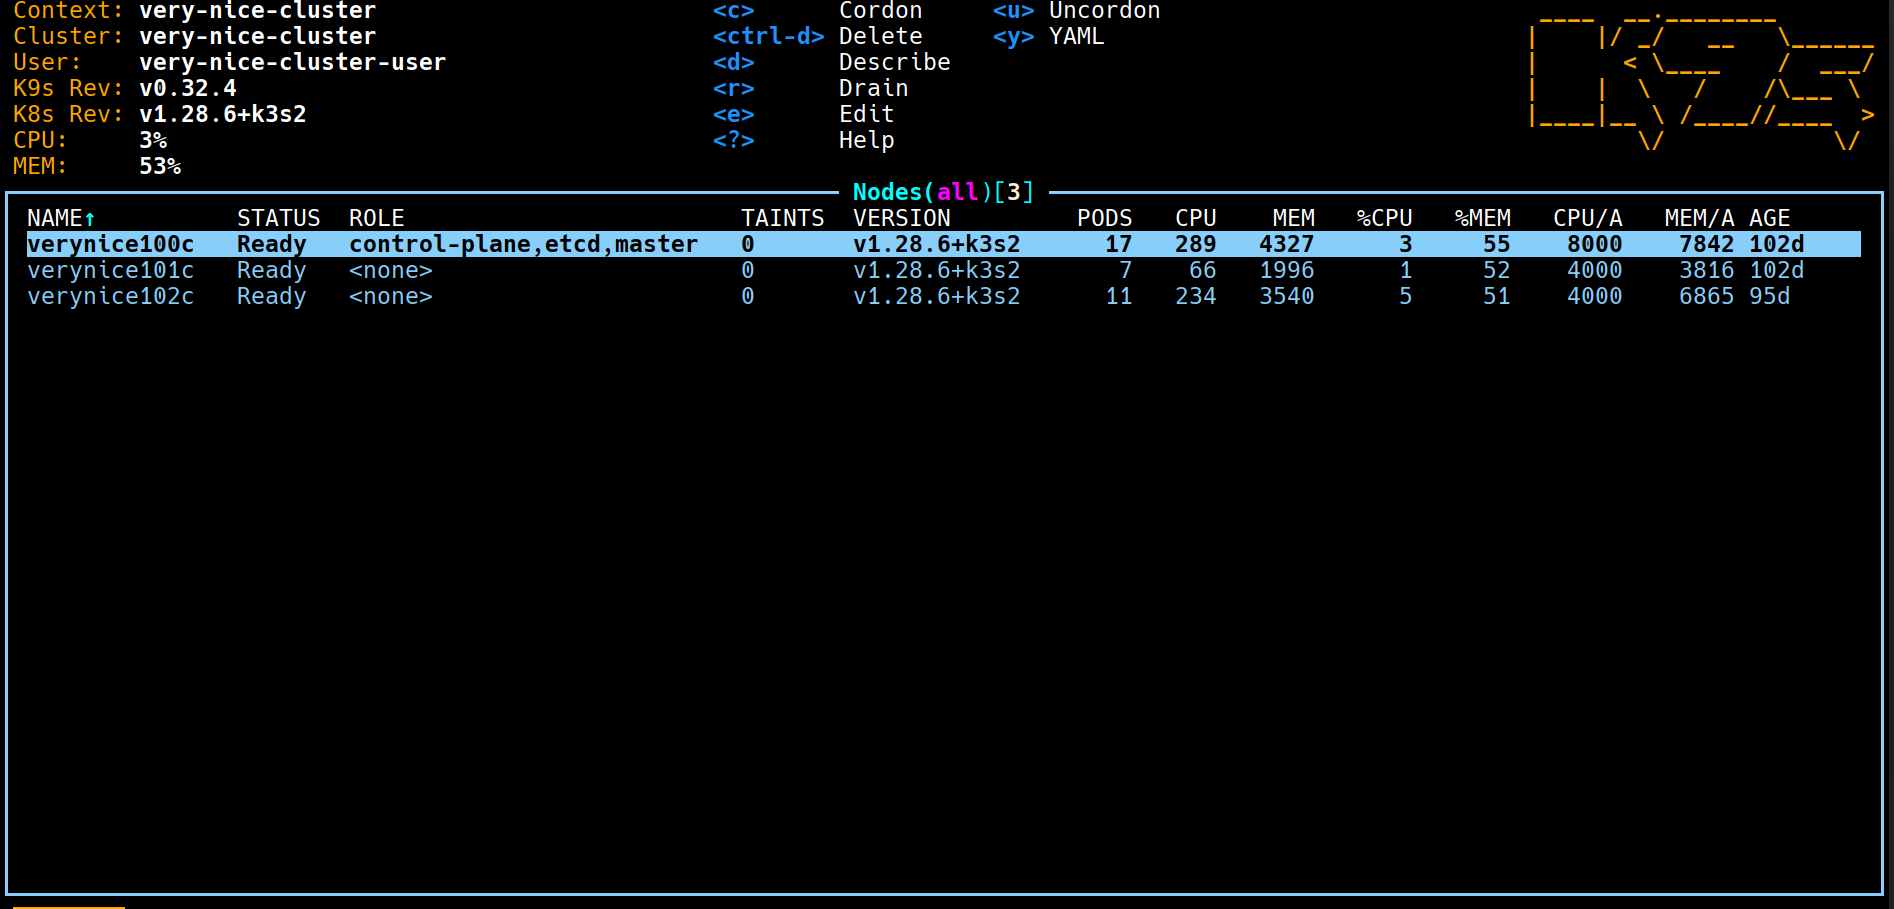 Context: very-nice-cluster <c> Cordon <u> Uncordon
Cluster: very-nice-cluster <ctrl-d> Delete <y> YAML
User: very-nice-cluster-user <d> Describe
K9s Rev: v0.32.4 <r> Drain
K8s Rev: v1.28.6+k3s2 <e> Edit
CPU: 3% <?> Help
MEM: 53%
Nodes(all)[3]
NAME↑ STATUS ROLE TAINTS VERSION PODS CPU MEM %CPU %MEM CPU/A MEM/A AGE
verynice100c Ready control-plane,etcd,master 0 v1.28.6+k3s2 17 289 4327 3 55 8000 7842 102d
verynice101c Ready <none> 0 v1.28.6+k3s2 7 66 1996 1 52 4000 3816 102d
verynice102c Ready <none> 0 v1.28.6+k3s2 11 234 3540 5 51 4000 6865 95d